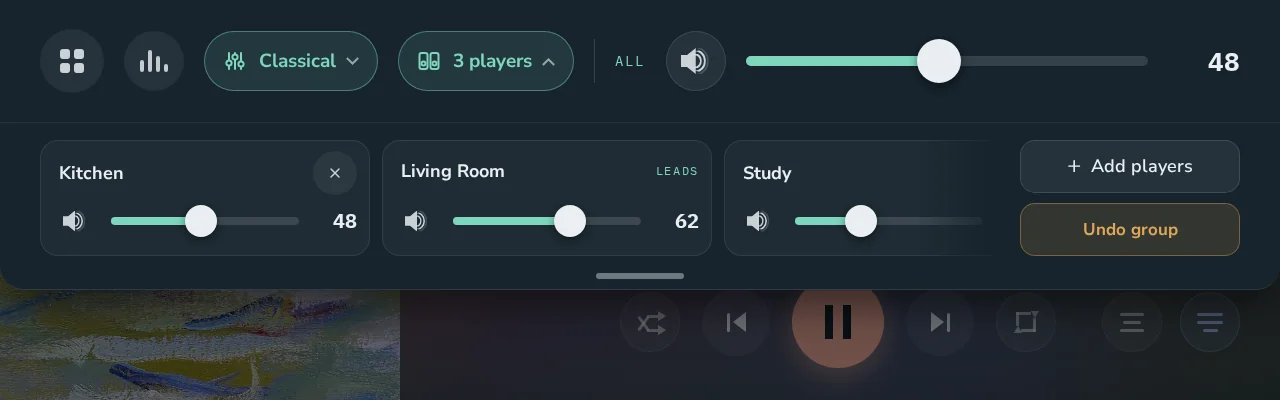 Classical
3 players
ALL
48
Kitchen
48
Living Room
LEADS
62
Study
+ Add players
Undo group